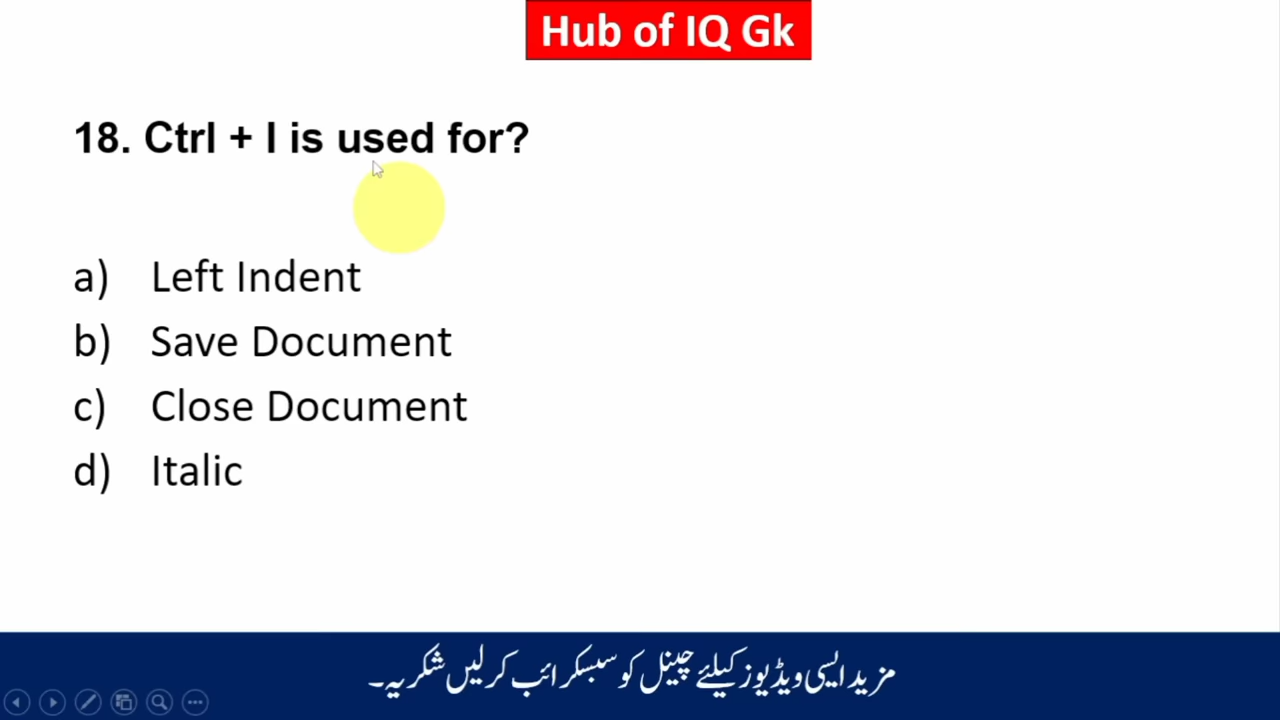 Hub of IQ Gk
18. Ctrl + I is used for?
a) Left Indent
b) Save Document
c) Close Document
d) Italic
مزید ایسی ویڈیوز کیلئے چینل کو سبسکرائب کر لیں شکریہ۔